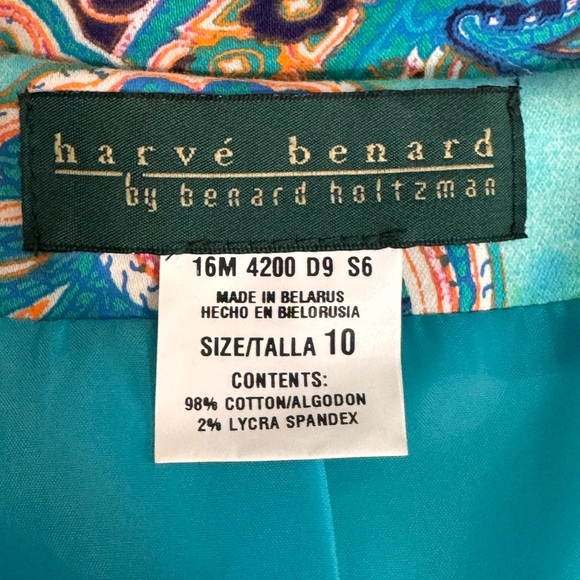 harvé benard
by benard holtzman
16M 4200 D9 S6
MADE IN BELARUS
HECHO EN BIELORUSIA
SIZE/TALLA 10
CONTENTS:
98% COTTON/ALGODON
2% LYCRA SPANDEX